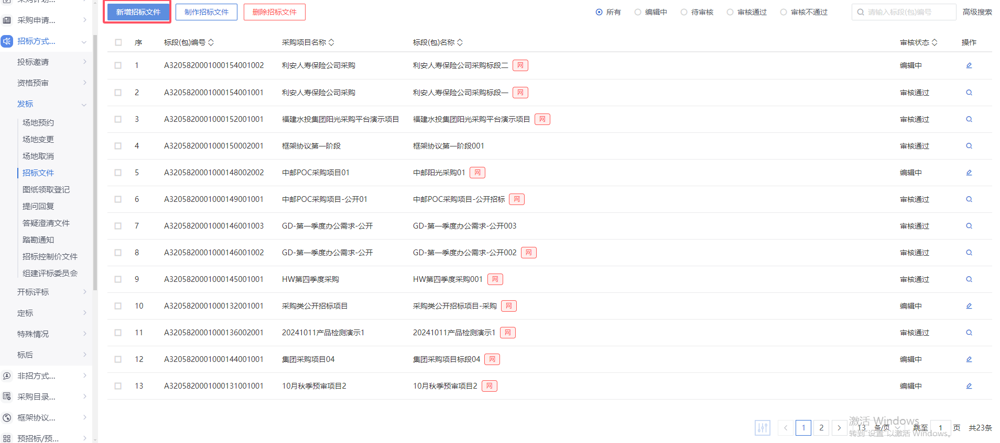 采购计划...
采购申请...
招标方式...
投标邀请
资格预审
发标
场地预约
场地变更
场地取消
招标文件
图纸领取登记
提问回复
答疑澄清文件
踏勘通知
招标控制价文件
组建评标委员会
开标评标
定标
特殊情况
标后
非招方式...
采购目录...
框架协议...
预招标/预...
新增招标文件 制作招标文件 删除招标文件 所有 编辑中 待审核 审核通过 审核不通过 请输入标段(包)编号 高级搜索
序 标段(包)编号 采购项目名称 标段(包)名称 审核状态 操作
1 A3205820001000154001002 利安人寿保险公司采购 利安人寿保险公司采购标段二 网 编辑中
2 A3205820001000154001001 利安人寿保险公司采购 利安人寿保险公司采购标段一 网 审核通过
3 A3205820001000152001001 福建水投集团阳光采购平台演示项目 福建水投集团阳光采购平台演示项目 网 审核通过
4 A3205820001000150002001 框架协议第一阶段 框架协议第一阶段001 审核通过
5 A3205820001000148002002 中邮POC采购项目01 中邮阳光采购01 网 编辑中
6 A3205820001000149001001 中邮POC采购项目-公开01 中邮POC采购项目-公开招标 网 审核通过
7 A3205820001000146001003 GD-第一季度办公需求-公开 GD-第一季度办公需求-公开003 审核通过
8 A3205820001000146001002 GD-第一季度办公需求-公开 GD-第一季度办公需求-公开002 网 审核通过
9 A3205820001000145001001 HW第四季度采购 HW第四季度采购001 网 审核通过
10 A3205820001000132001001 采购类公开招标项目 采购类公开招标项目-采购 网 编辑中
11 A3205820001000136002001 20241011产品检测演示1 20241011产品检测演示1 网 审核通过
12 A3205820001000144001001 集团采购项目04 集团采购项目标段04 网 编辑中
13 A3205820001000131001001 10月秋季预审项目2 10月秋季预审项目2 网 编辑中
1 2 13 条/页 跳至 1 页 共23条
激活 Windows
转到"设置"以激活 Windows。